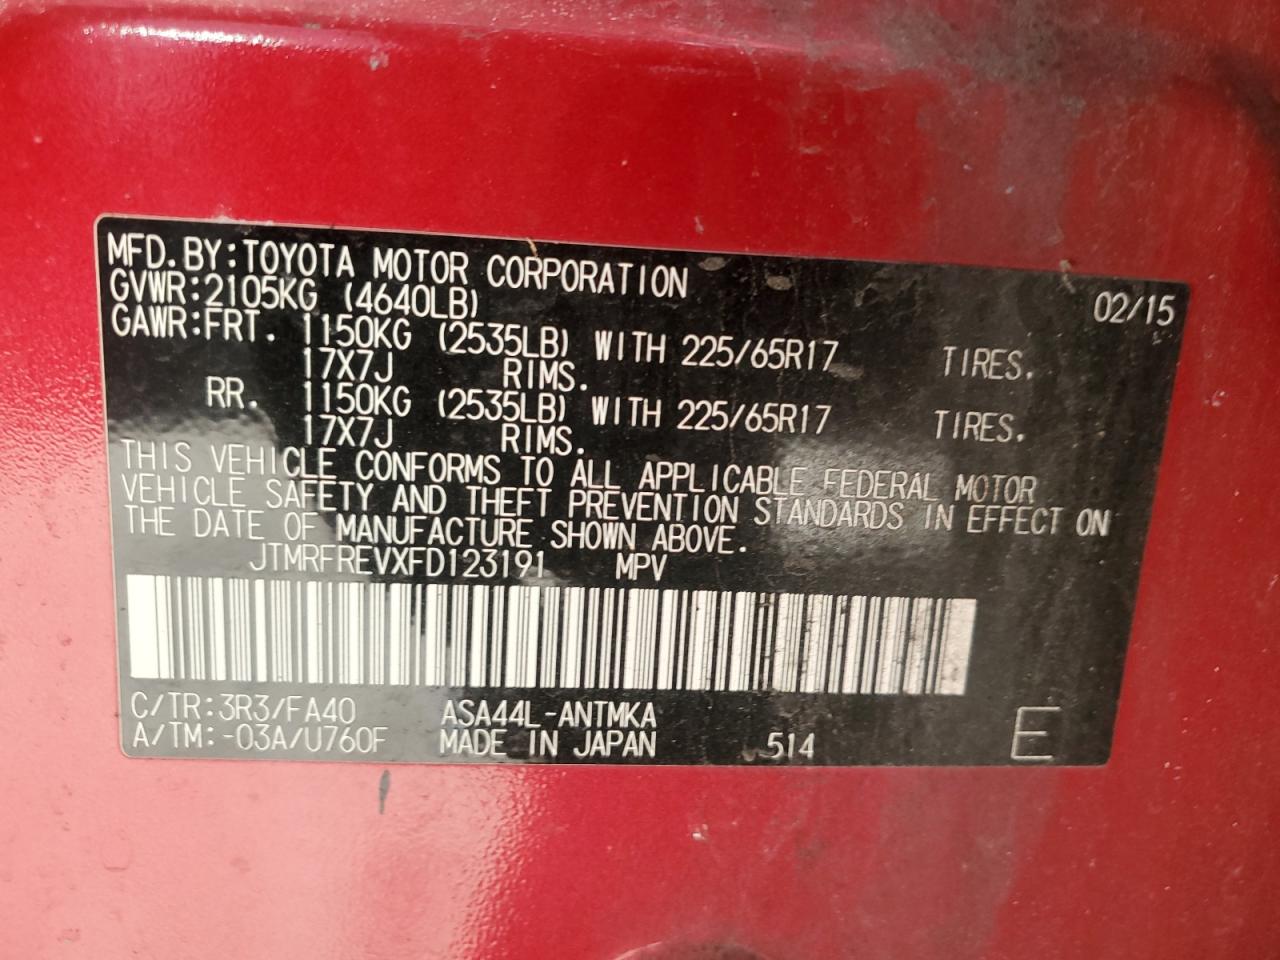 MFD.BY:TOYOTA MOTOR CORPORATION 02/15
GVWR:2105KG (4640LB)
GAWR:FRT. 1150KG (2535LB) WITH 225/65R17 TIRES.
17X7J RIMS.
RR. 1150KG (2535LB) WITH 225/65R17 TIRES.
17X7J RIMS.
THIS VEHICLE CONFORMS TO ALL APPLICABLE FEDERAL MOTOR
VEHICLE SAFETY AND THEFT PREVENTION STANDARDS IN EFFECT ON
THE DATE OF MANUFACTURE SHOWN ABOVE.
JTMRFREVXFD123191 MPV
C/TR:3R3/FA40 ASA44L-ANTMKA
A/TM:-03A/U760F MADE IN JAPAN 514 E